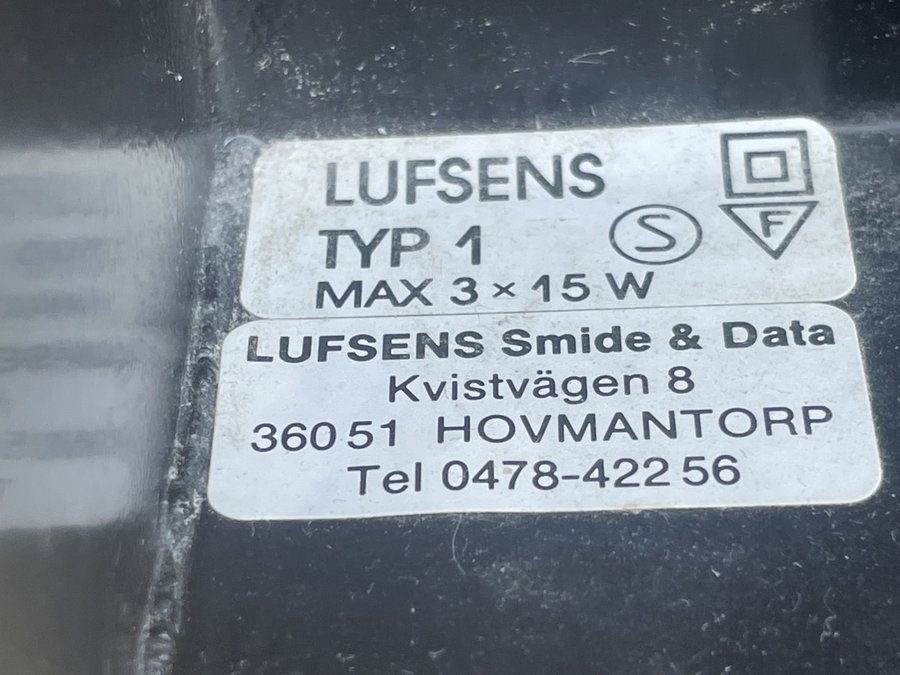 LUFSENS
TYP 1
S
F
MAX 3 × 15 W
LUFSENS Smide & Data
Kvistvägen 8
360 51 HOVMANTORP
Tel 0478-422 56